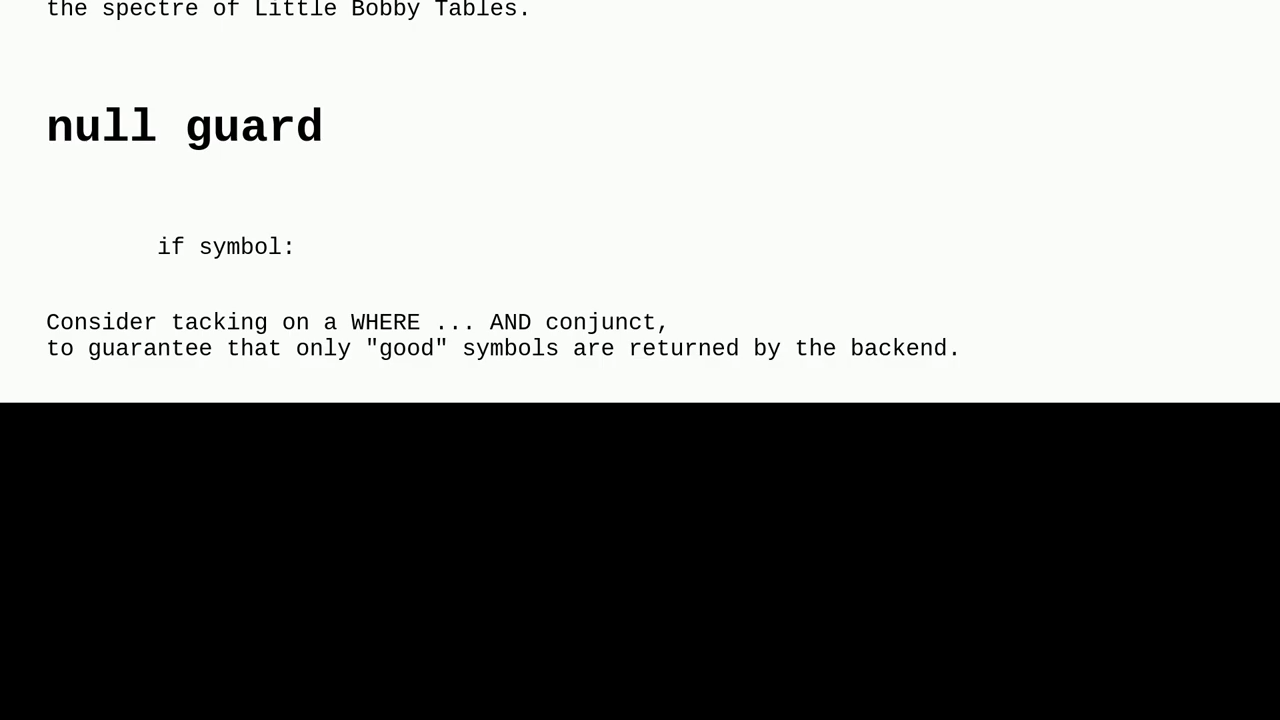 the spectre of Little Bobby Tables.
null guard
if symbol:
Consider tacking on a WHERE ... AND conjunct,
to guarantee that only "good" symbols are returned by the backend.